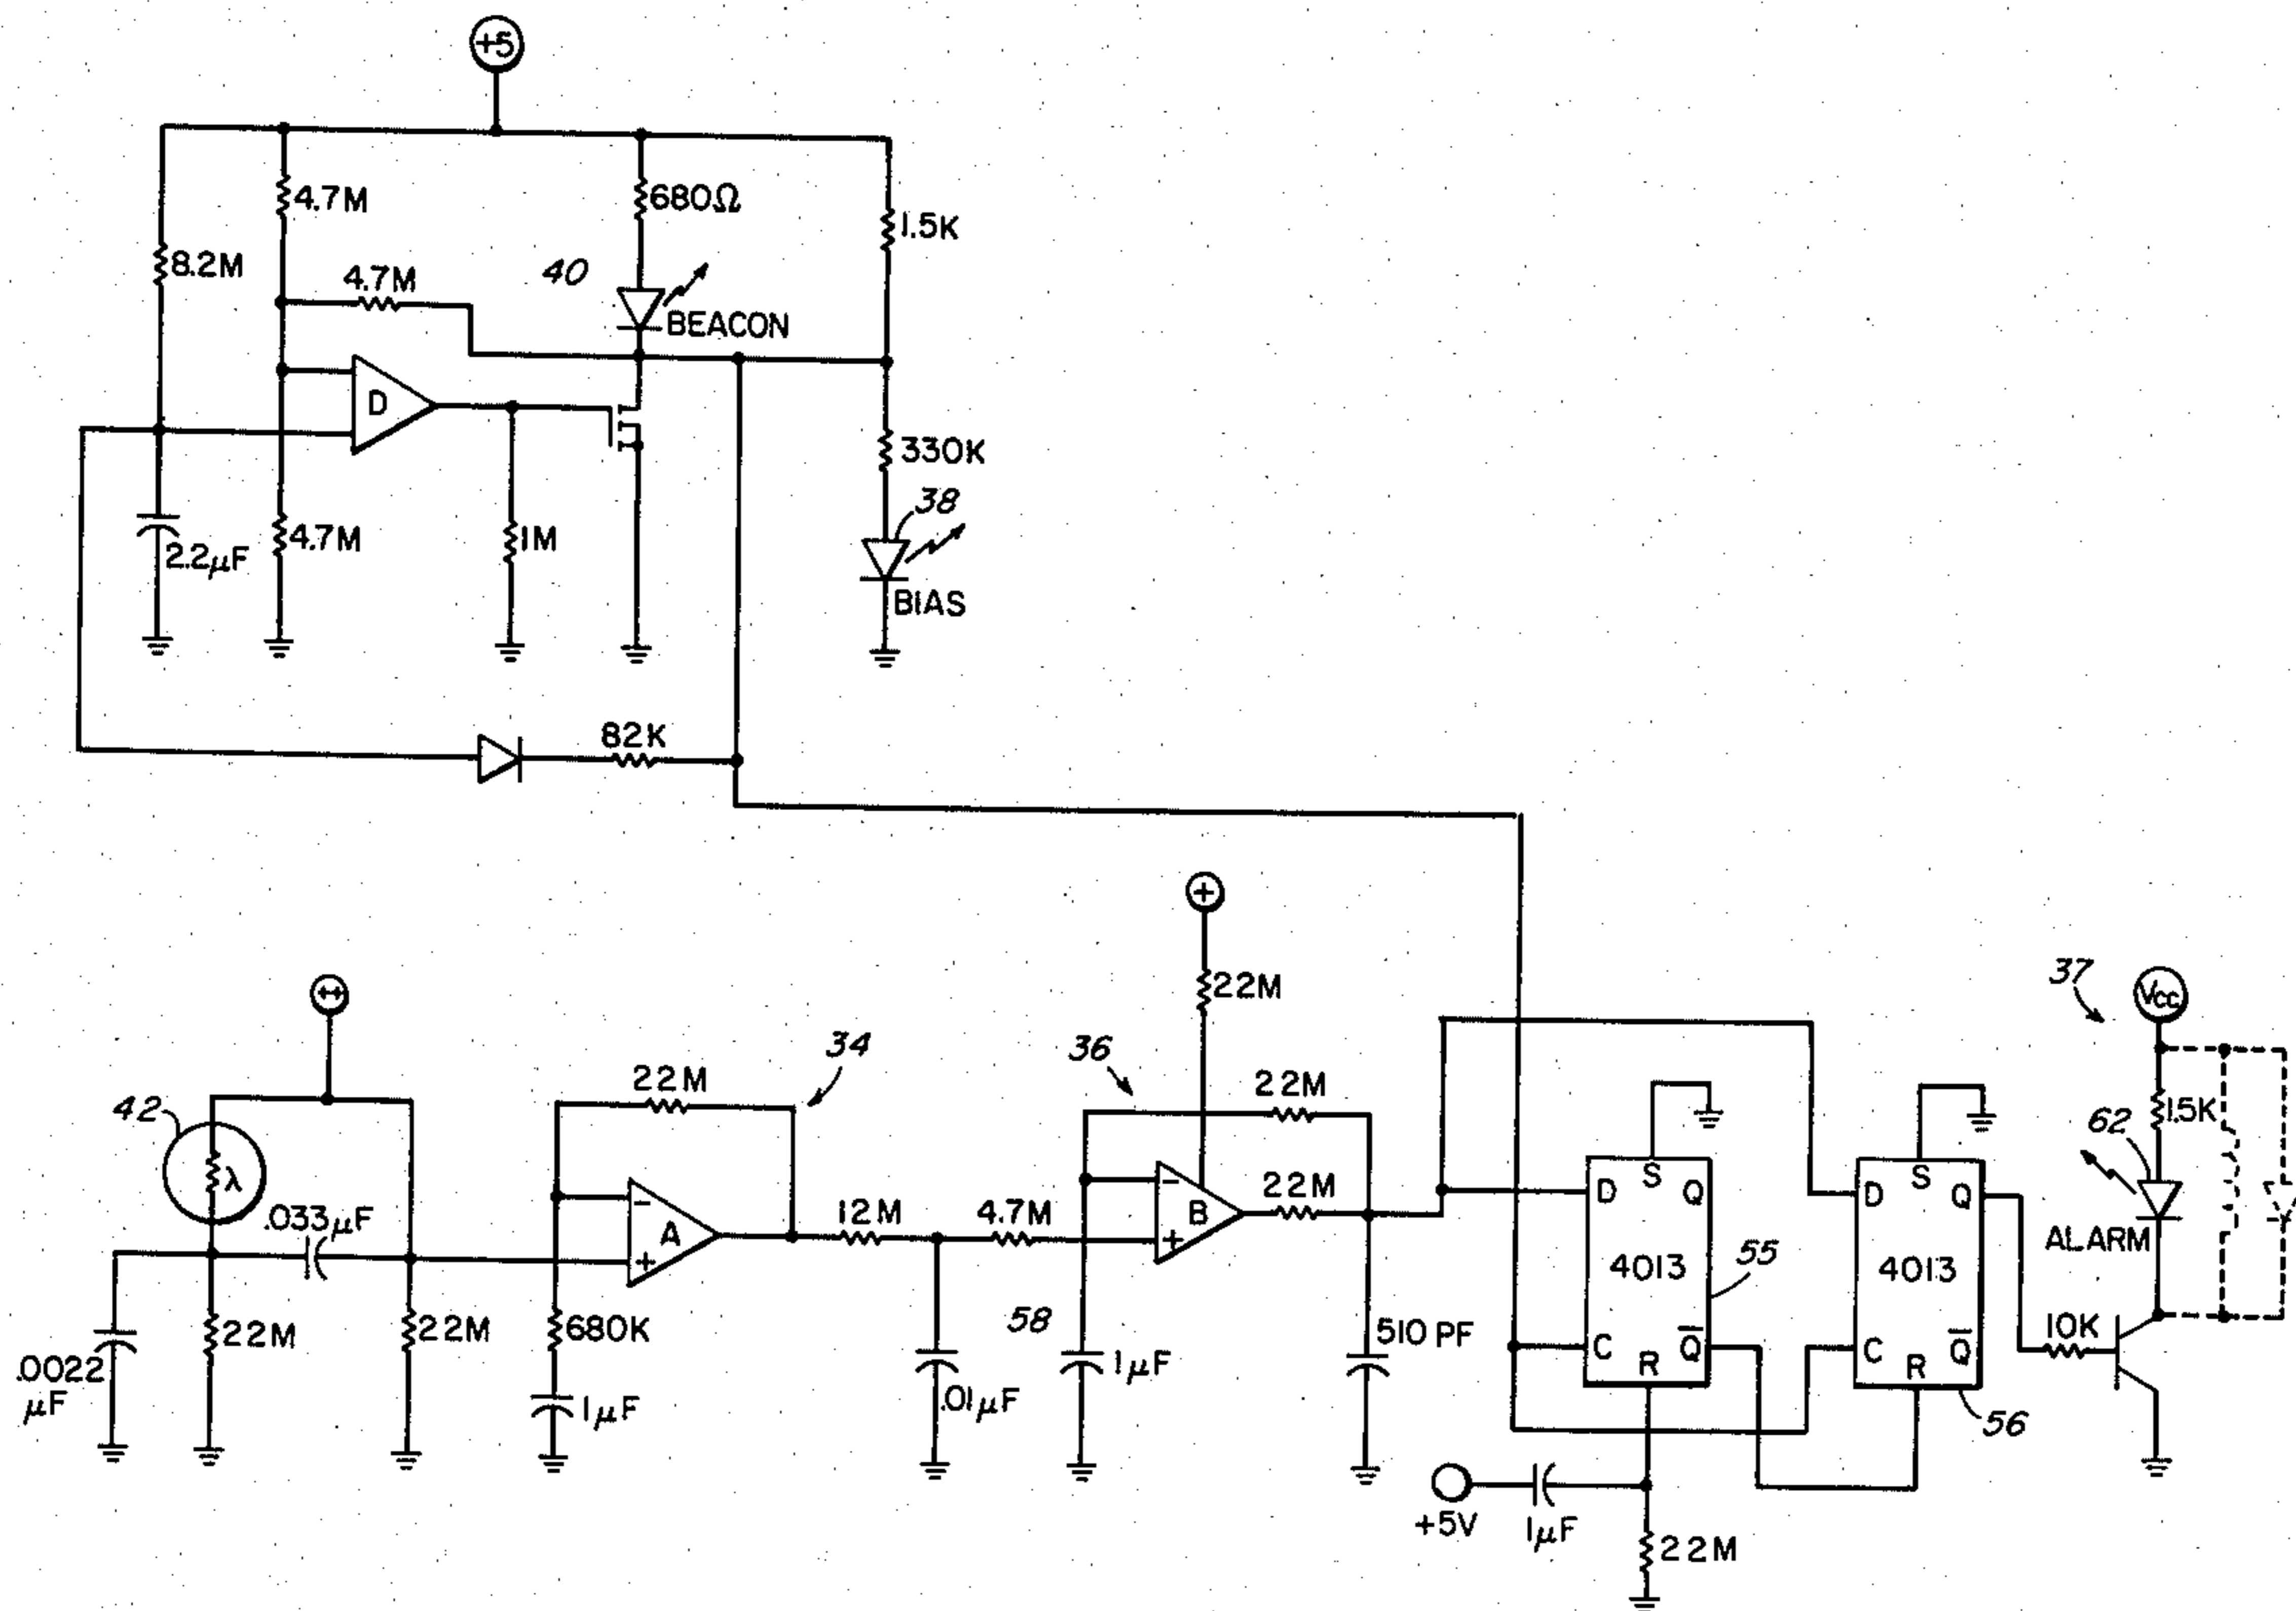 +5
4.7M
680Ω
1.5K
8.2M
4.7M
40
BEACON
D
330K
38
2.2μF
4.7M
1M
BIAS
82K
+
22M
37
Vcc
++
34
36
22M
22M
42
λ
.033μF
1.5K
62
A
-
+
12M
4.7M
B
-
+
22M
D
S
Q
4013
55
D
S
Q
4013
ALARM
22M
22M
680K
58
510 PF
C
R
Q̅
C
R
Q̅
10K
.0022
μF
1μF
.01μF
1μF
56
+5V
1μF
22M